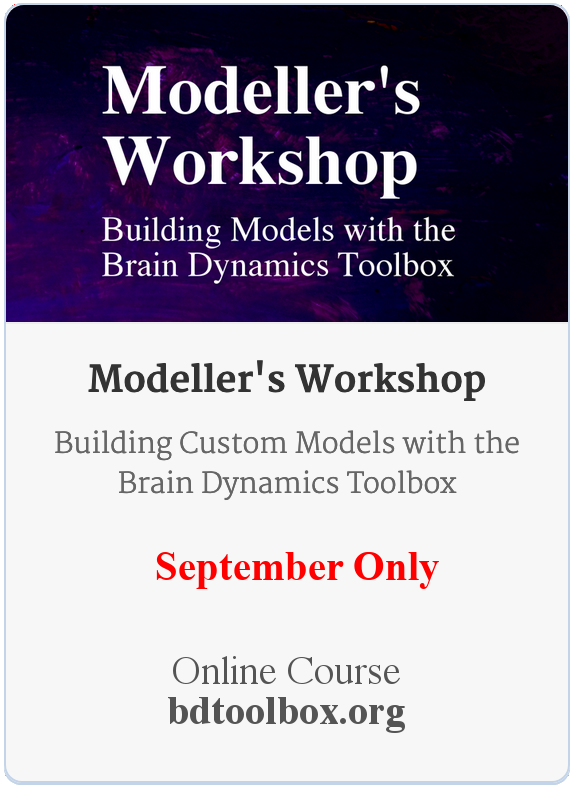 Modeller's
Workshop
Building Models with the
Brain Dynamics Toolbox
Modeller's Workshop
Building Custom Models with the
Brain Dynamics Toolbox
September Only
Online Course
bdtoolbox.org